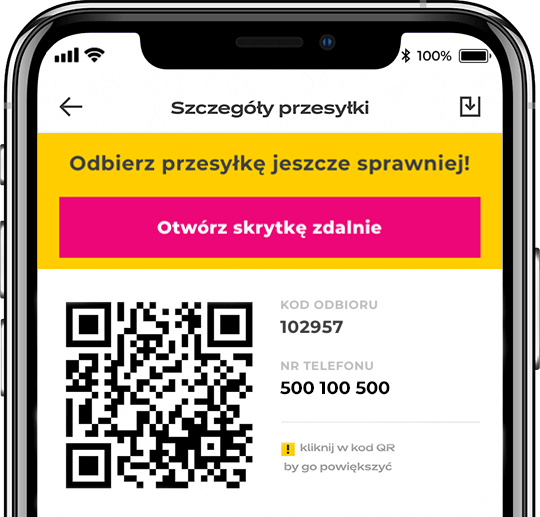 100%
Szczegóły przesyłki
Odbierz przesyłkę jeszcze sprawniej!
Otwórz skrytkę zdalnie
KOD ODBIORU
102957
NR TELEFONU
500 100 500
! kliknij w kod QR
by go powiększyć